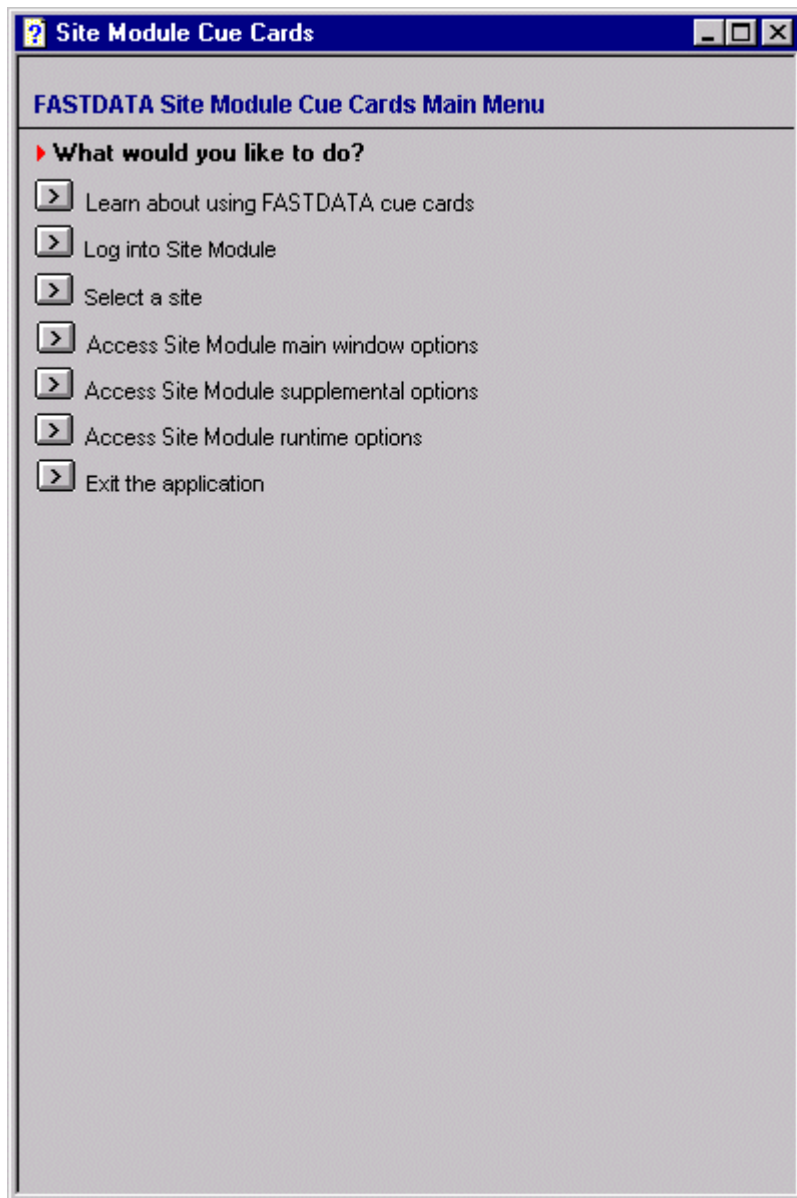 Site Module Cue Cards
FASTDATA Site Module Cue Cards Main Menu
What would you like to do?
Learn about using FASTDATA cue cards
Log into Site Module
Select a site
Access Site Module main window options
Access Site Module supplemental options
Access Site Module runtime options
Exit the application